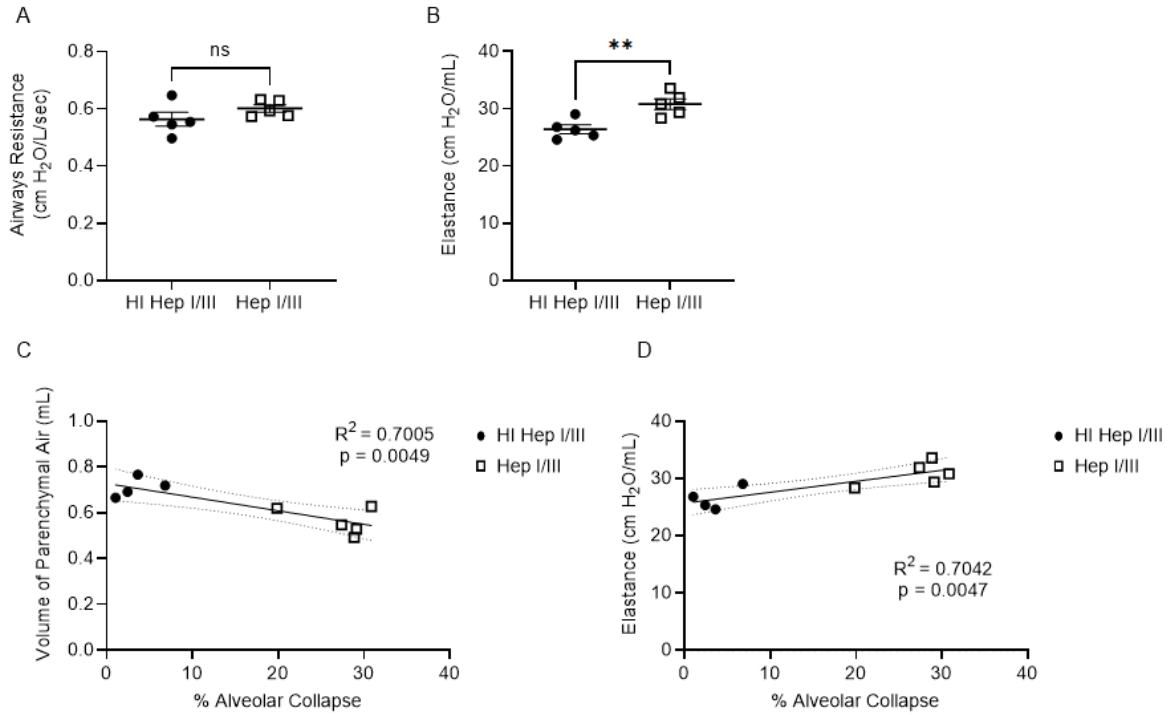 A
Airways Resistance
(cm H₂O/L/sec)
0.8
0.6
0.4
0.2
0.0
ns
HI Hep I/III
Hep I/III
B
Elastance (cm H₂O/mL)
40
30
20
10
0
**
HI Hep I/III
Hep I/III
C
Volume of Parenchymal Air (mL)
1.0
0.8
0.6
0.4
0.2
0.0
R² = 0.7005
p = 0.0049
HI Hep I/III
Hep I/III
0 10 20 30 40
% Alveolar Collapse
D
Elastance (cm H₂O/mL)
40
30
20
10
0
HI Hep I/III
Hep I/III
R² = 0.7042
p = 0.0047
0 10 20 30 40
% Alveolar Collapse